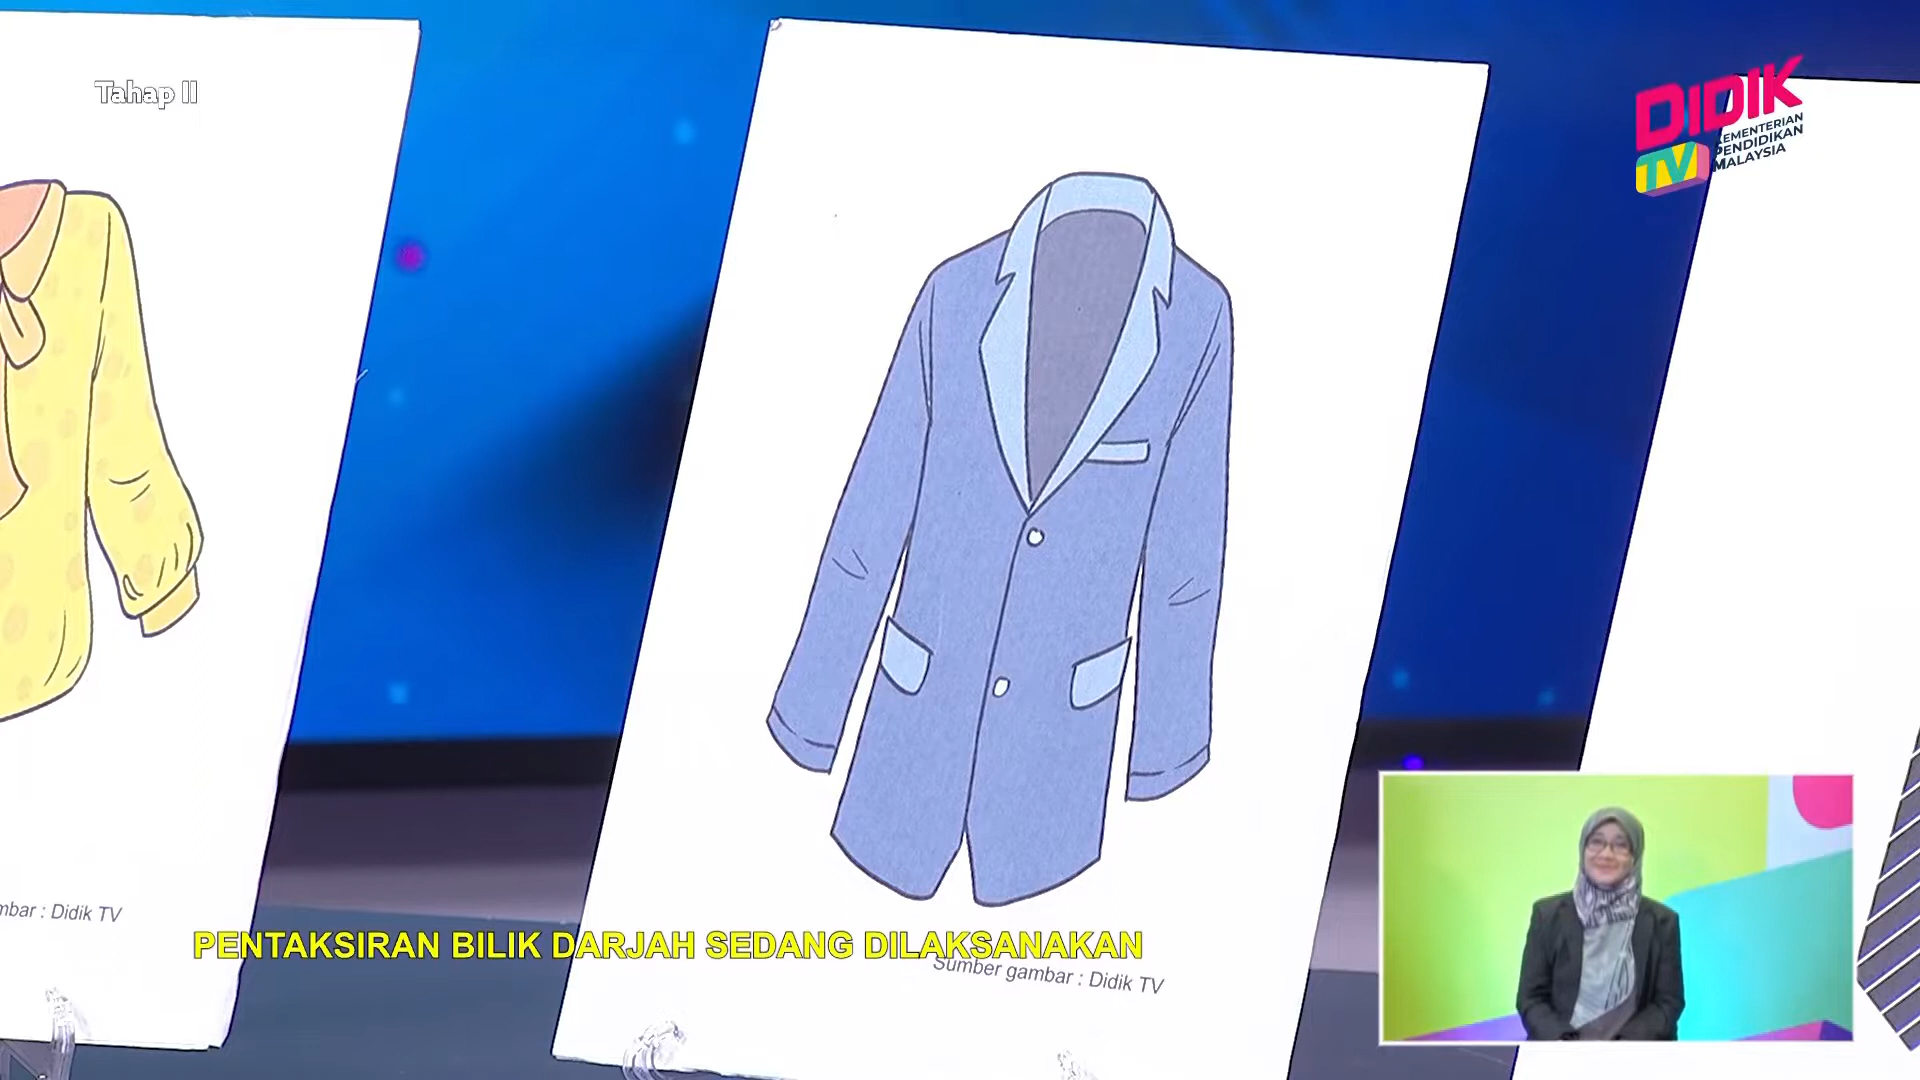 Tahap II
DIDIK
TV
KEMENTERIAN
PENDIDIKAN
MALAYSIA
mbar : Didik TV
PENTAKSIRAN BILIK DARJAH SEDANG DILAKSANAKAN
Sumber gambar : Didik TV